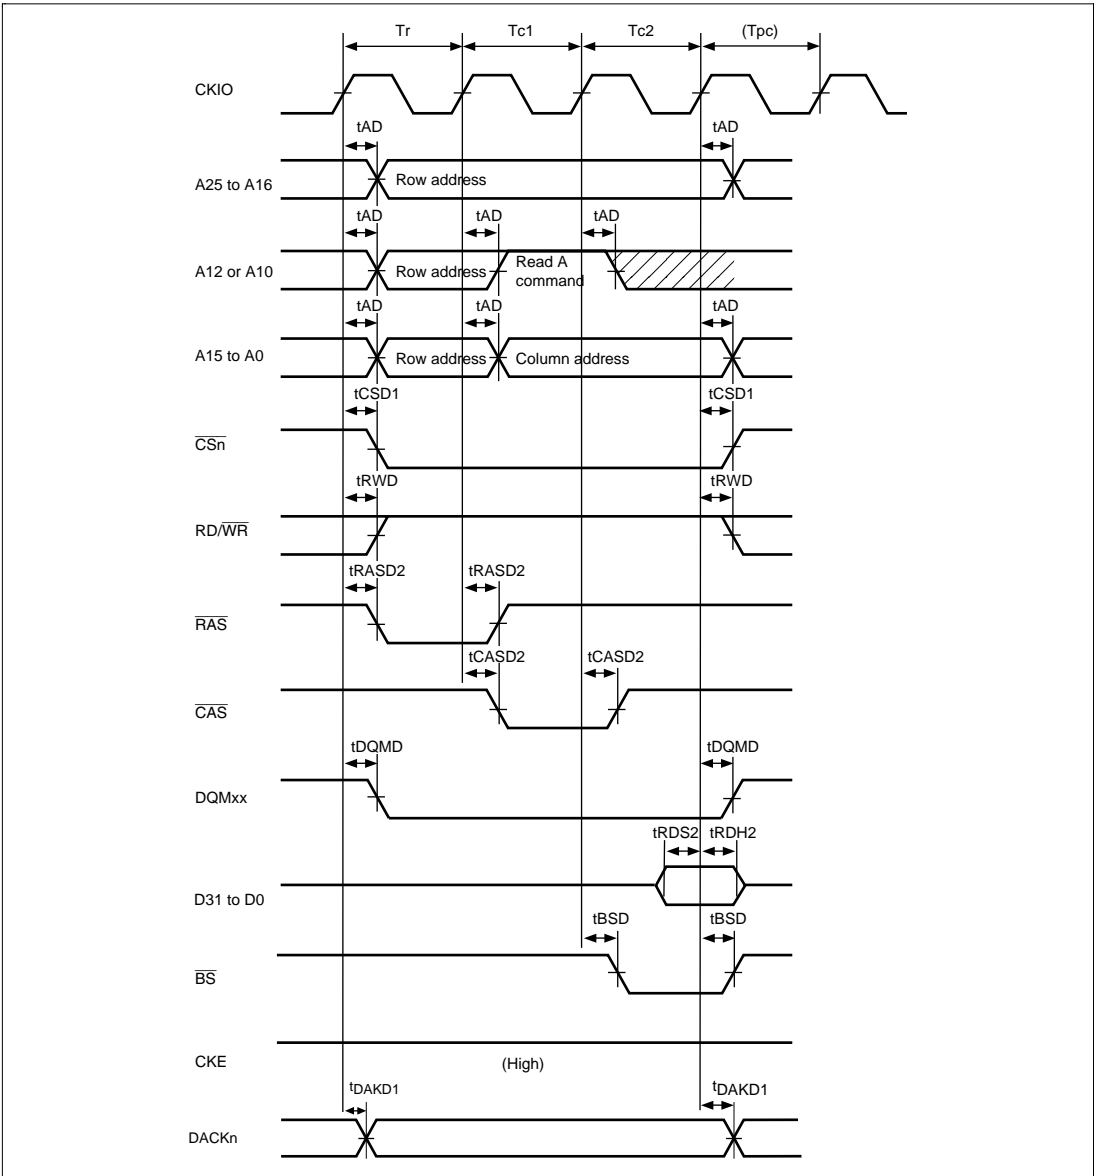 Tr Tc1 Tc2 (Tpc)
CKIO
tAD tAD
A25 to A16 Row address
tAD tAD tAD
A12 or A10 Row address Read A command
tAD tAD tAD
A15 to A0 Row address Column address
tCSD1 tCSD1
CSn
tRWD tRWD
RD/WR
tRASD2 tRASD2
RAS
tCASD2 tCASD2
CAS
tDQMD tDQMD
DQMxx
tRDS2 tRDH2
D31 to D0
tBSD tBSD
BS
CKE (High)
tDAKD1 tDAKD1
DACKn